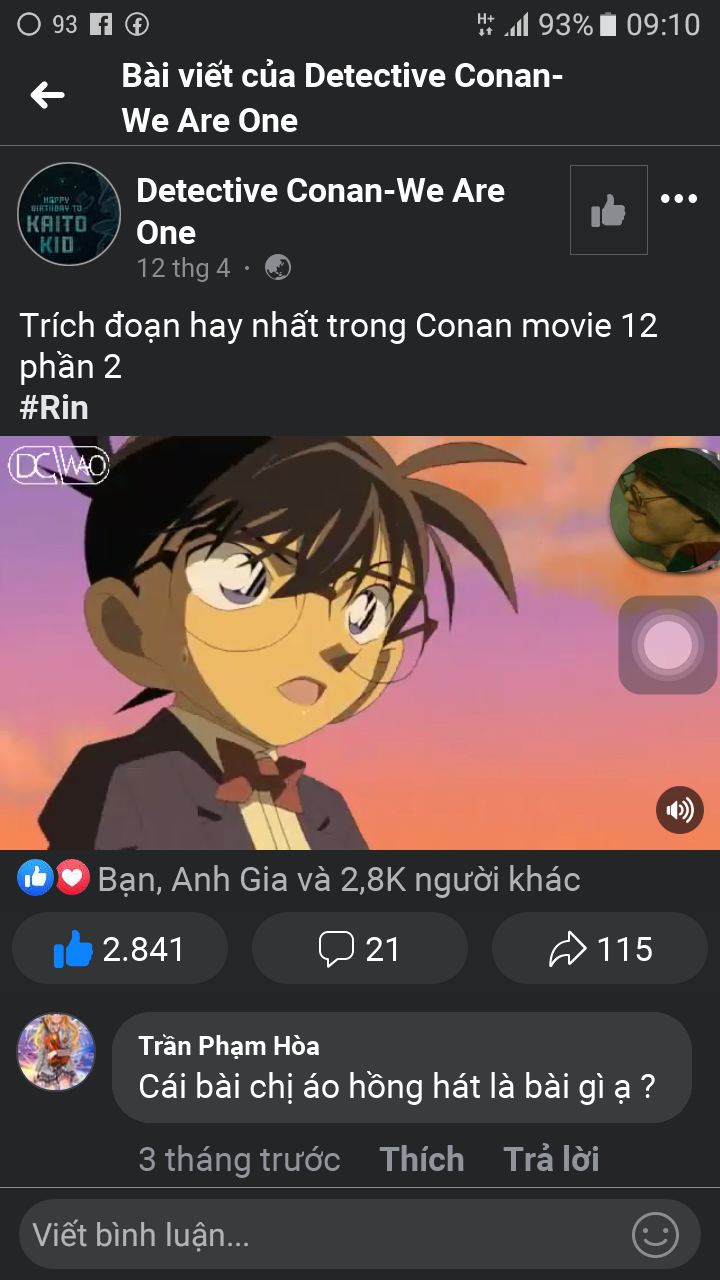 93
H+
93%
09:10
Bài viết của Detective Conan-
We Are One
HAPPY
BIRTHDAY TO
KAITO
KID
Detective Conan-We Are
One
12 thg 4 ·
Trích đoạn hay nhất trong Conan movie 12
phần 2
#Rin
DC WAO
Bạn, Anh Gia và 2,8K người khác
2.841
21
115
Trần Phạm Hòa
Cái bài chị áo hồng hát là bài gì ạ ?
3 tháng trước Thích Trả lời
Viết bình luận...